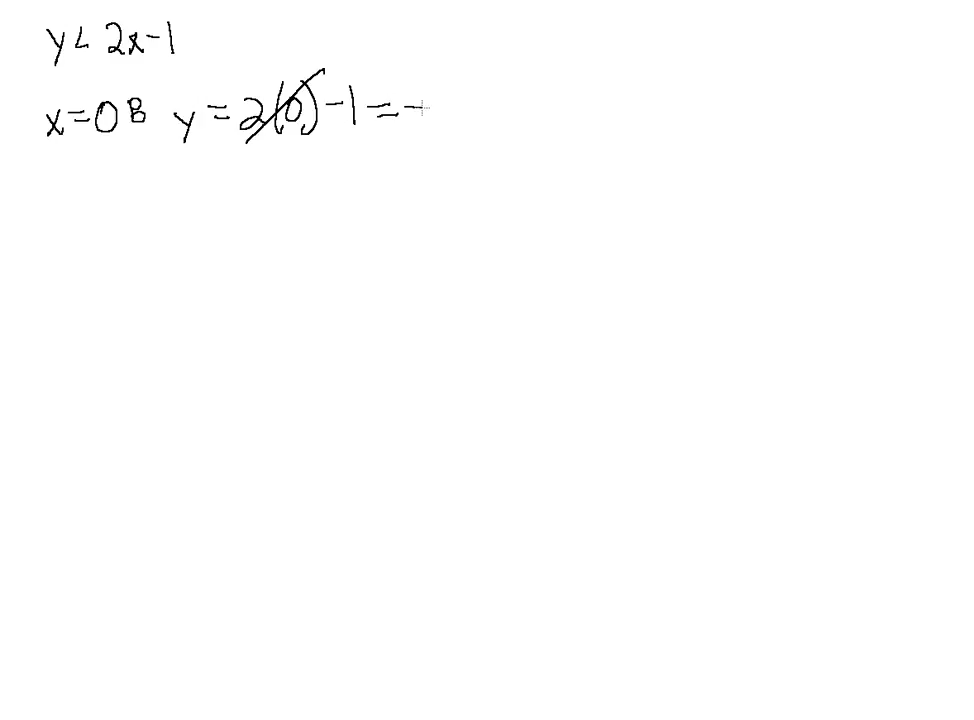 y < 2x - 1
x = 0 B y = 2(0) - 1 = -